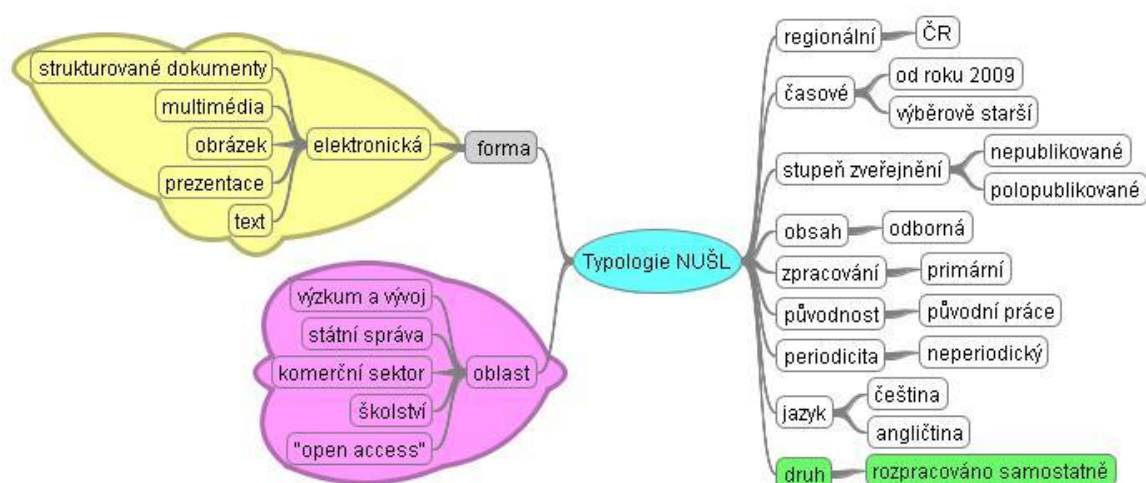 Typologie NUŠL
forma
elektronická
strukturované dokumenty
multimédia
obrázek
prezentace
text
oblast
výzkum a vývoj
státní správa
komerční sektor
školství
"open access"
regionální
ČR
časové
od roku 2009
výběrově starší
stupeň zveřejnění
nepublikované
polopublikované
obsah
odborná
zpracování
primární
původnost
původní práce
periodicita
neperiodický
jazyk
čeština
angličtina
druh
rozpracováno samostatně